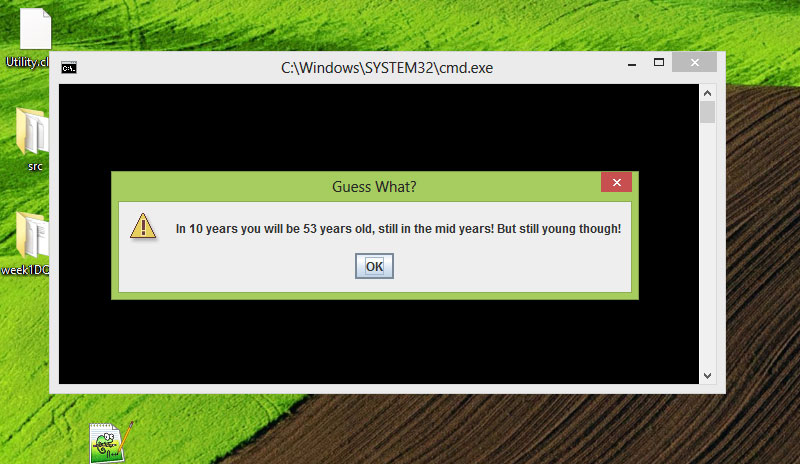 Utility.cl
C:\Windows\SYSTEM32\cmd.exe
C:\.
src
Guess What?
In 10 years you will be 53 years old, still in the mid years! But still young though!
OK
week1DO